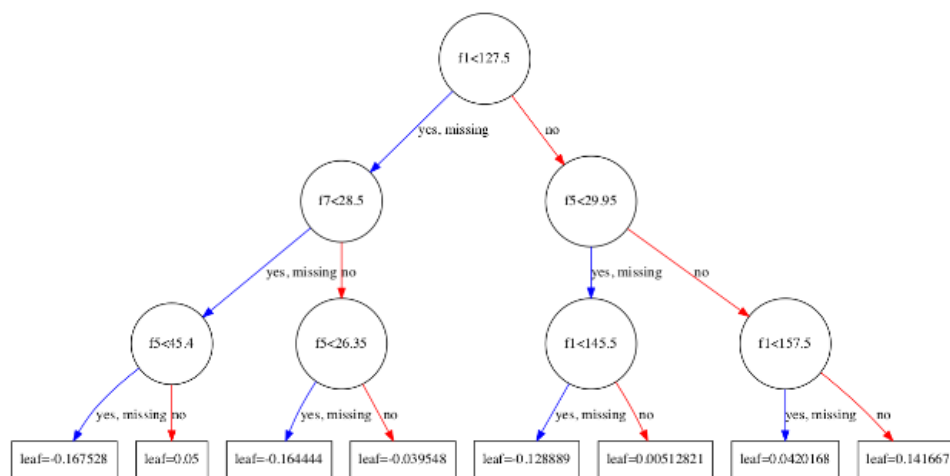 f1<127.5
yes, missing no
f7<28.5 f5<29.95
yes, missing no yes, missing no
f5<45.4 f5<26.35 f1<145.5 f1<157.5
yes, missing no yes, missing no yes, missing no yes, missing no
leaf=-0.167528 leaf=0.05 leaf=-0.164444 leaf=-0.039548 leaf=-0.128889 leaf=0.00512821 leaf=0.0420168